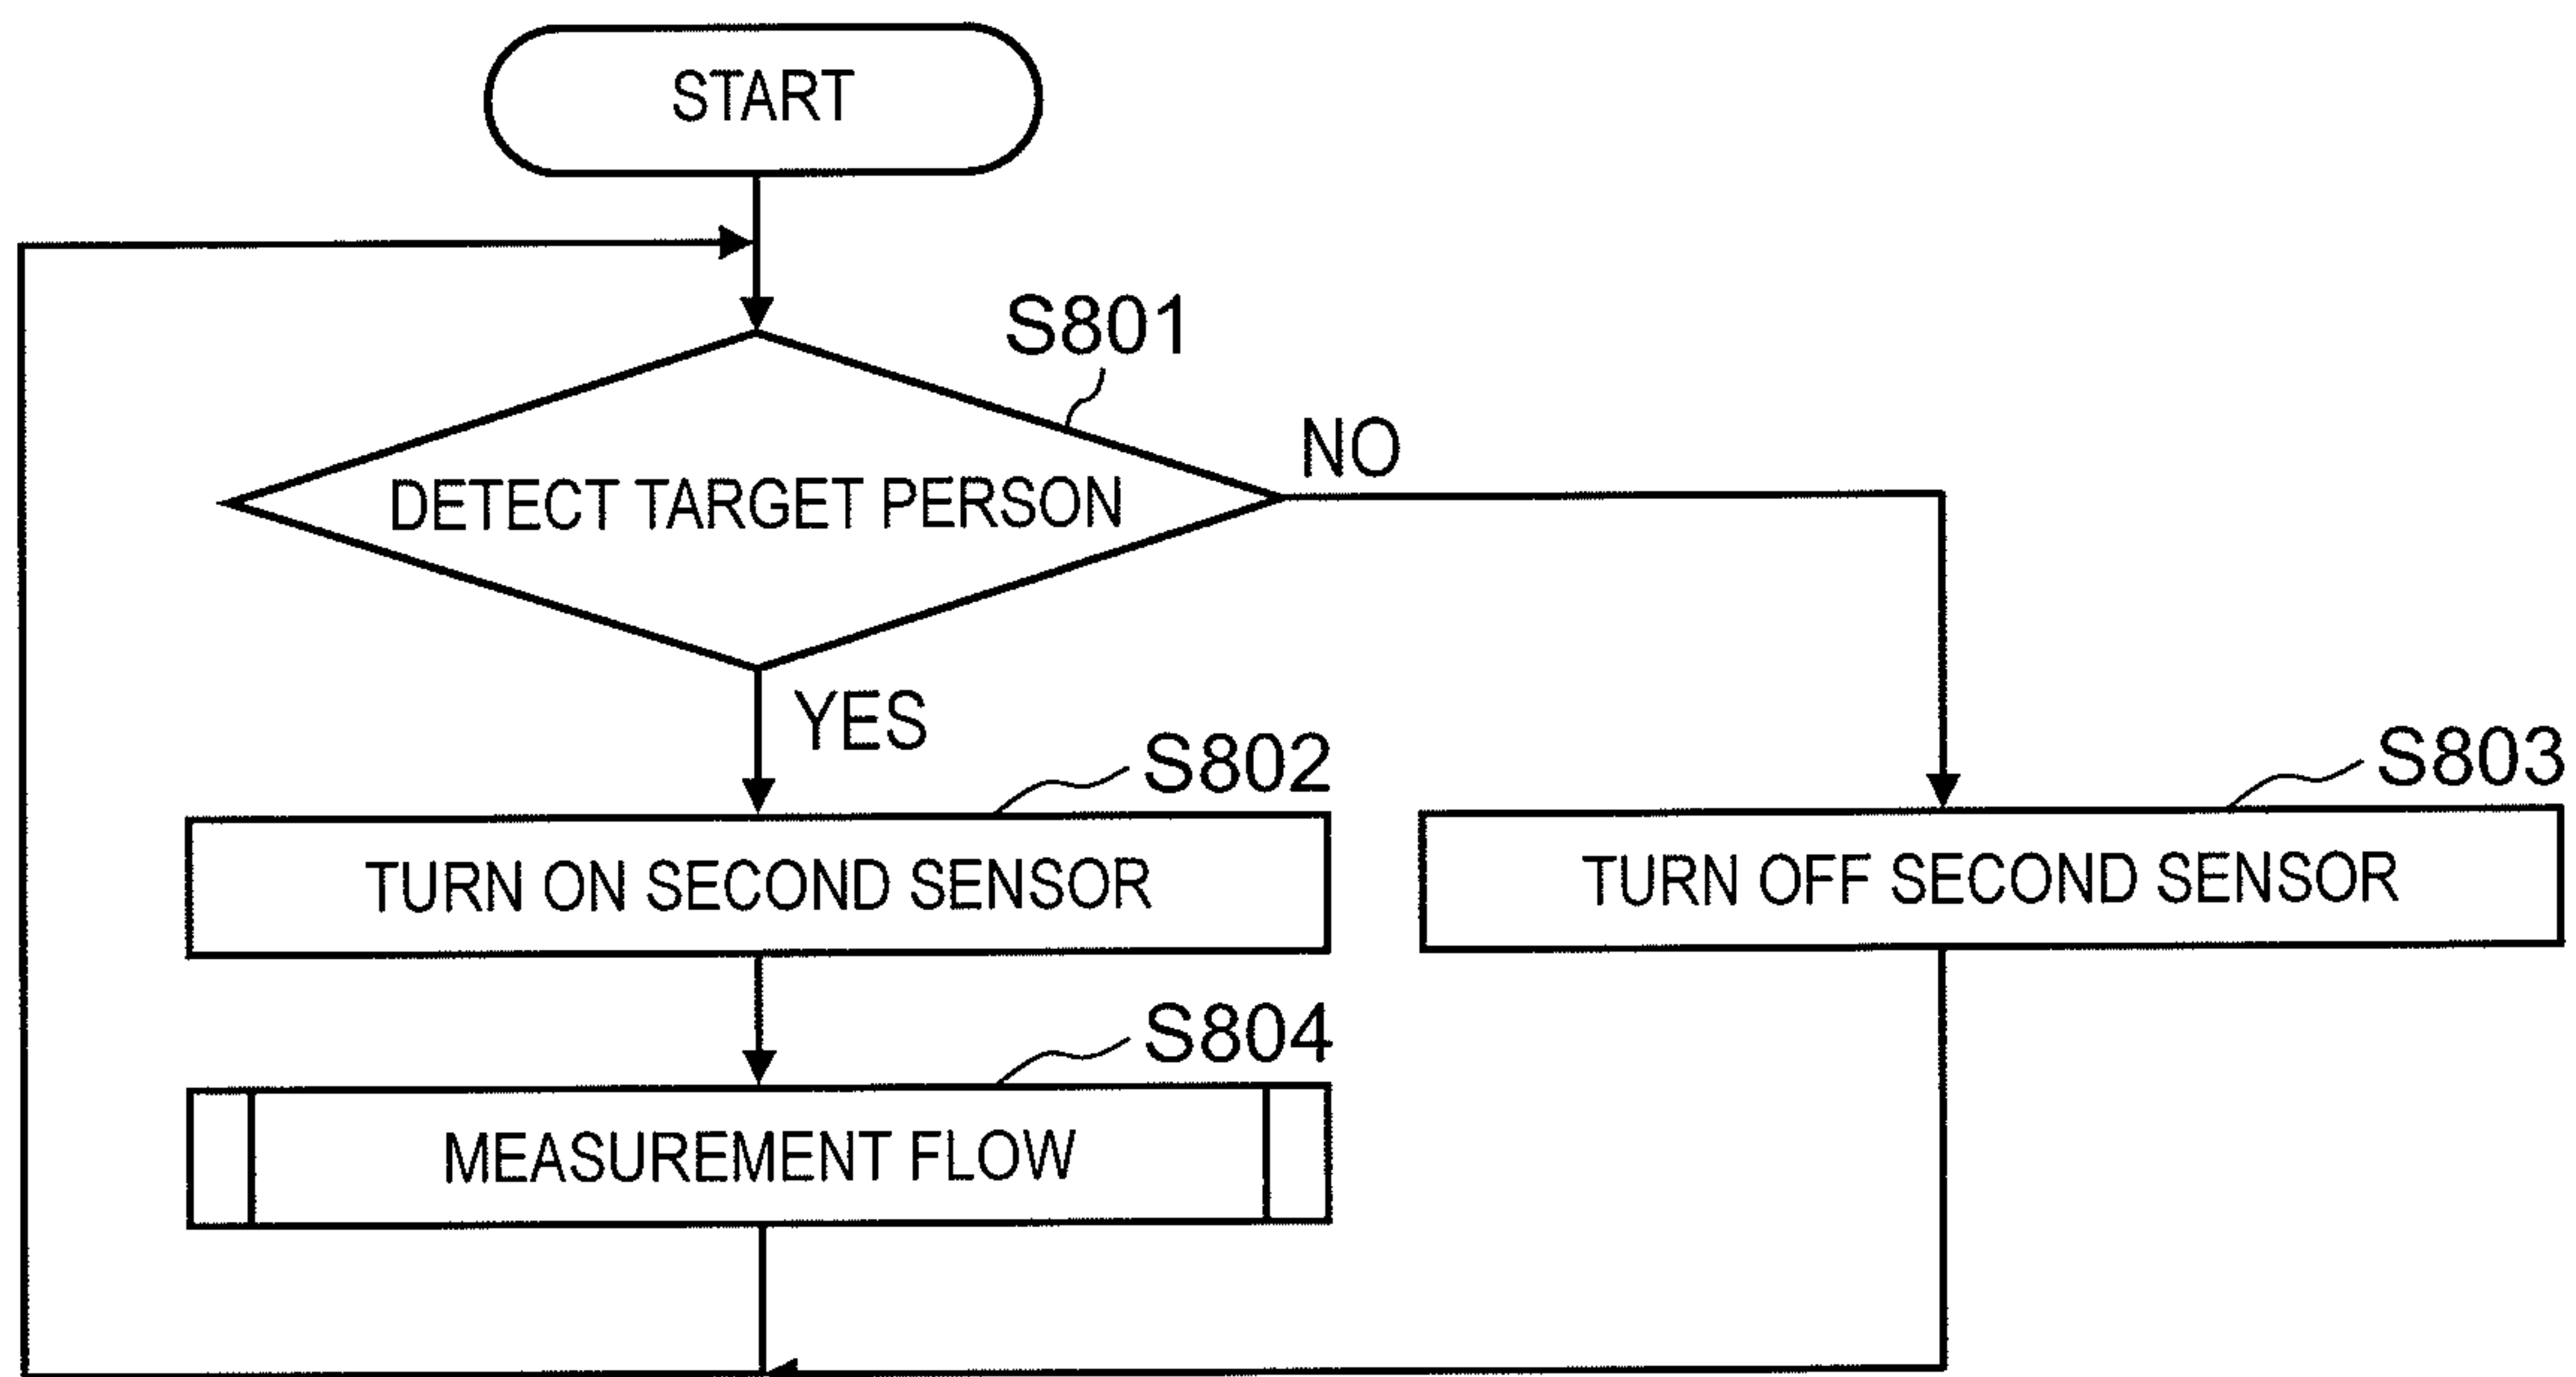 START
S801
NO
DETECT TARGET PERSON
YES
S802
S803
TURN ON SECOND SENSOR
TURN OFF SECOND SENSOR
S804
MEASUREMENT FLOW